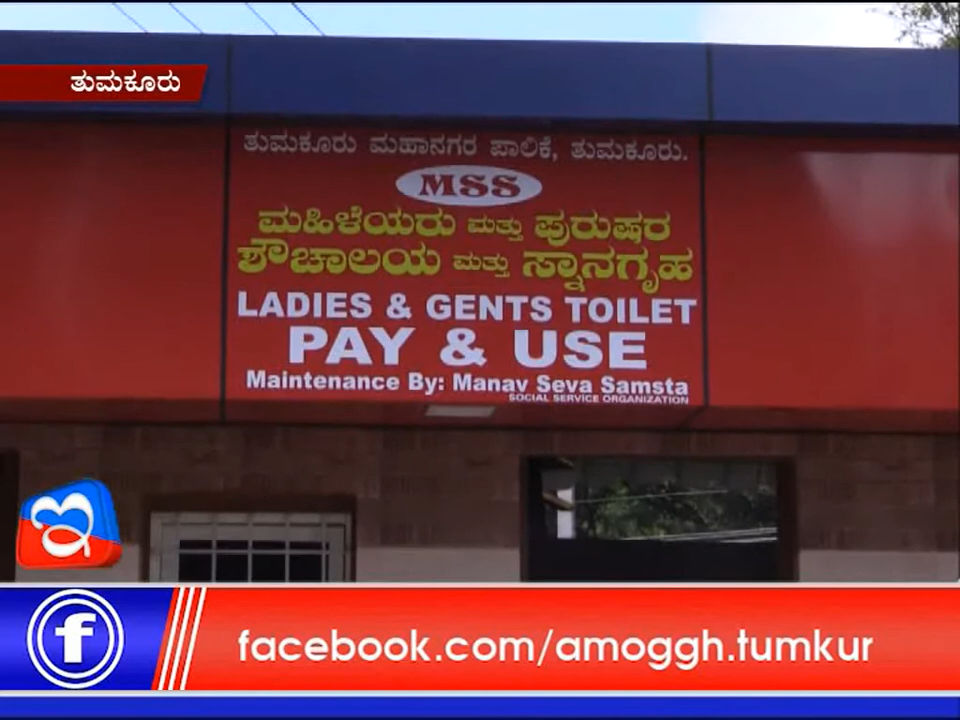 ತುಮಕೂರು
ತುಮಕೂರು ಮಹಾನಗರ ಪಾಲಿಕೆ, ತುಮಕೂರು.
MSS
ಮಹಿಳೆಯರು ಮತ್ತು ಪುರುಷರ
ಶೌಚಾಲಯ ಮತ್ತು ಸ್ನಾನಗೃಹ
LADIES & GENTS TOILET
PAY & USE
Maintenance By: Manav Seva Samsta
SOCIAL SERVICE ORGANIZATION
ಇ
f
facebook.com/amoggh.tumkur